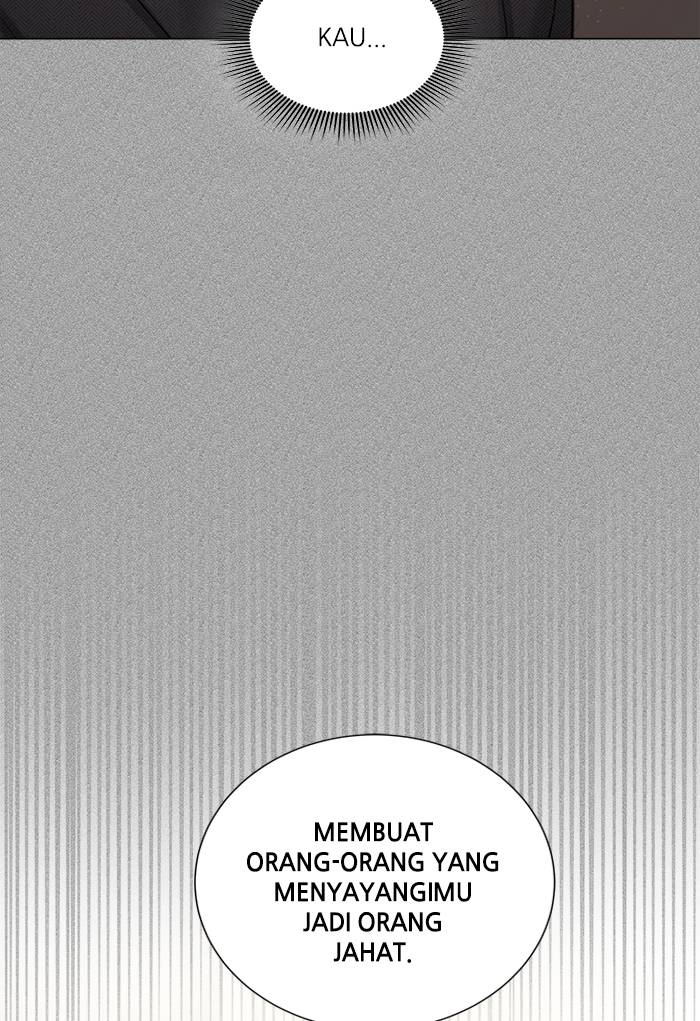 KAU...
MEMBUAT
ORANG-ORANG YANG
MENYAYANGIMU
JADI ORANG
JAHAT.